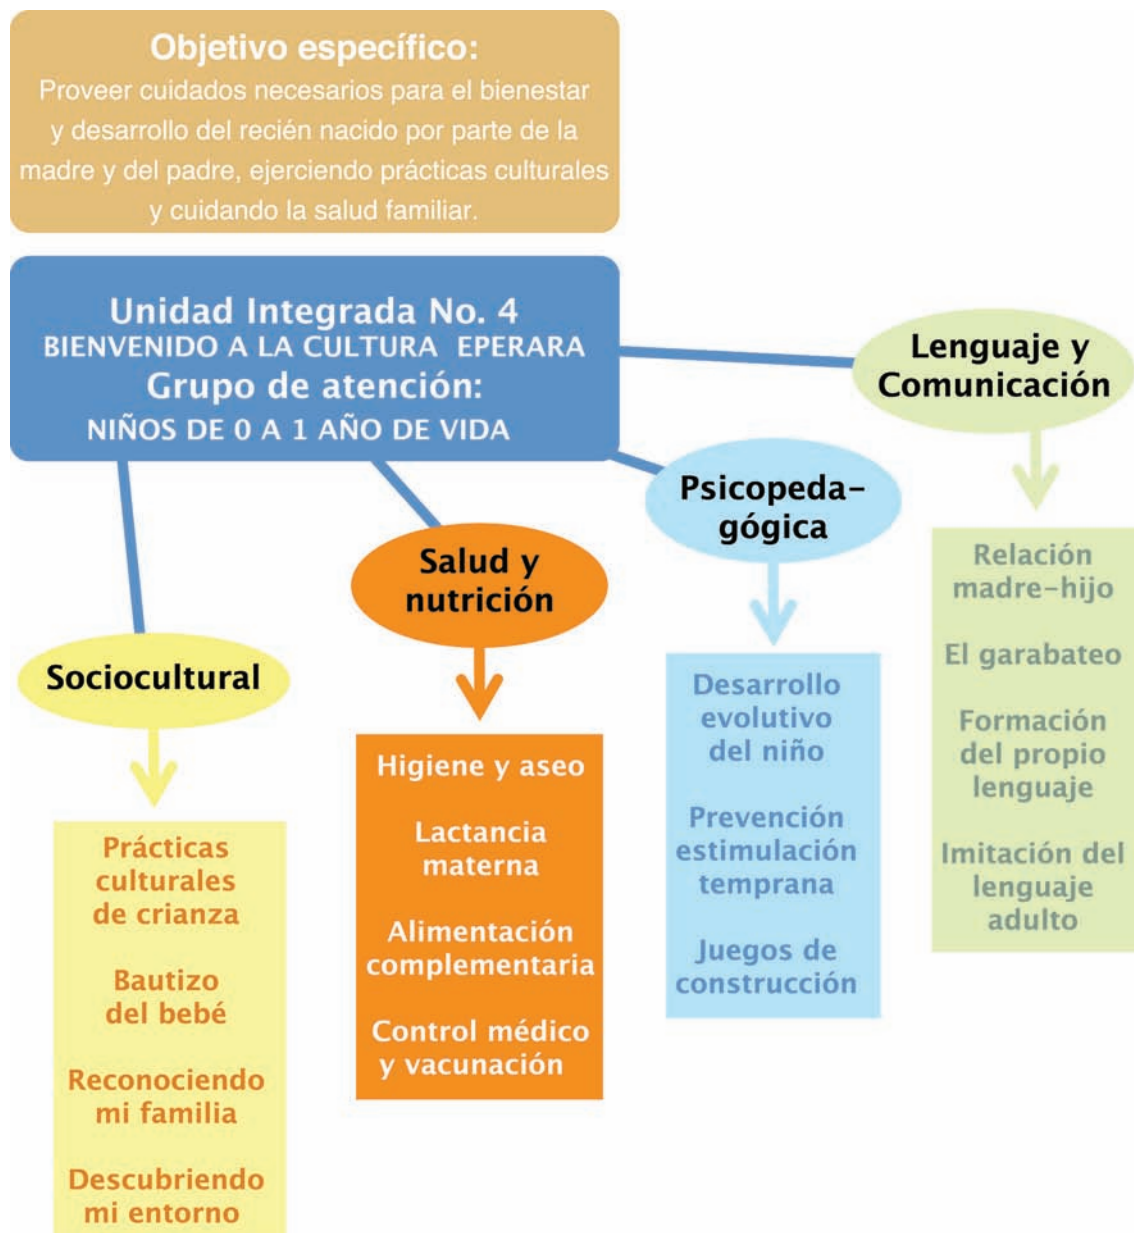 Objetivo específico:
Proveer cuidados necesarios para el bienestar
y desarrollo del recién nacido por parte de la
madre y del padre, ejerciendo prácticas culturales
y cuidando la salud familiar.
Unidad Integrada No. 4
BIENVENIDO A LA CULTURA EPERARA
Grupo de atención:
NIÑOS DE 0 A 1 AÑO DE VIDA
Sociocultural
Prácticas
culturales
de crianza
Bautizo
del bebé
Reconociendo
mi familia
Descubriendo
mi entorno
Salud y
nutrición
Higiene y aseo
Lactancia
materna
Alimentación
complementaria
Control médico
y vacunación
Psicopeda-
gógica
Desarrollo
evolutivo
del niño
Prevención
estimulación
temprana
Juegos de
construcción
Lenguaje y
Comunicación
Relación
madre-hijo
El garabateo
Formación
del propio
lenguaje
Imitación del
lenguaje
adulto